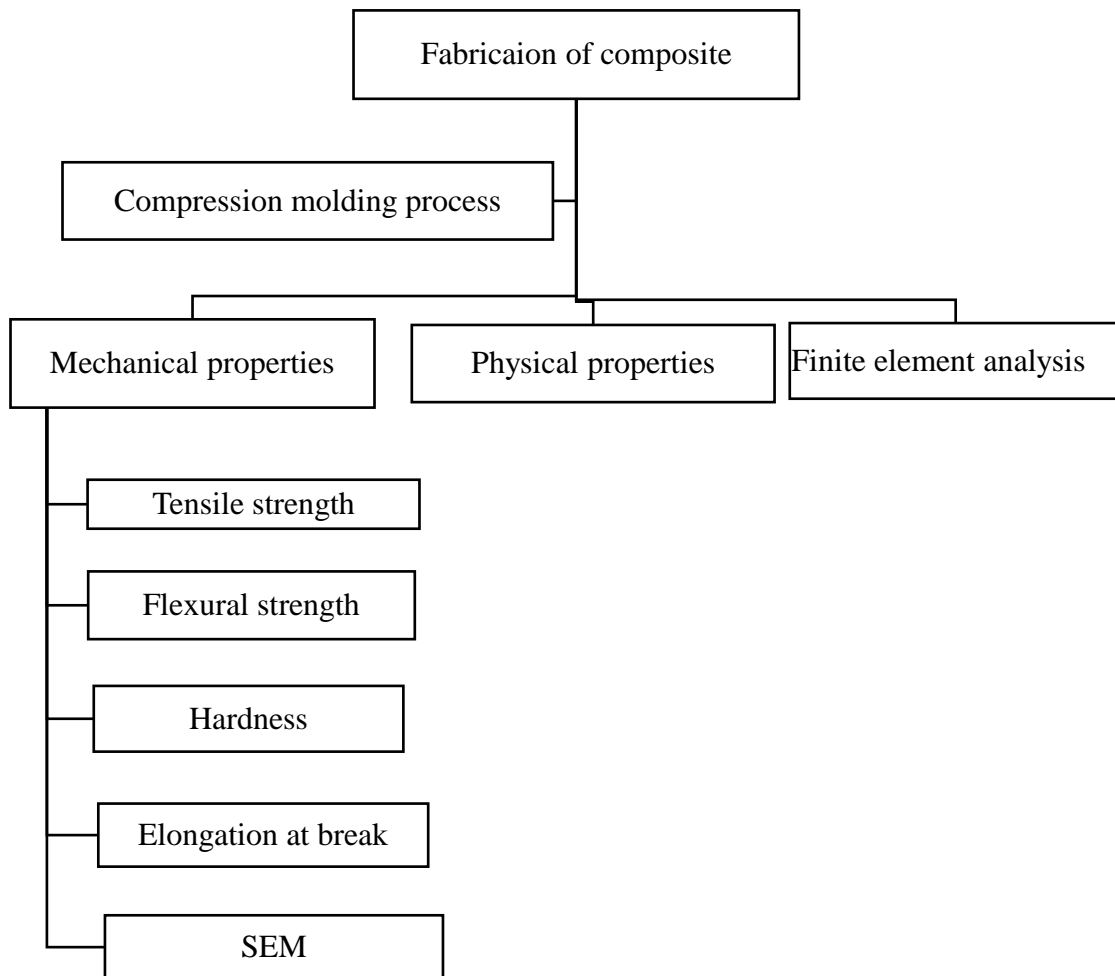 Fabricaion of composite
Compression molding process
Mechanical properties
Physical properties
Finite element analysis
Tensile strength
Flexural strength
Hardness
Elongation at break
SEM